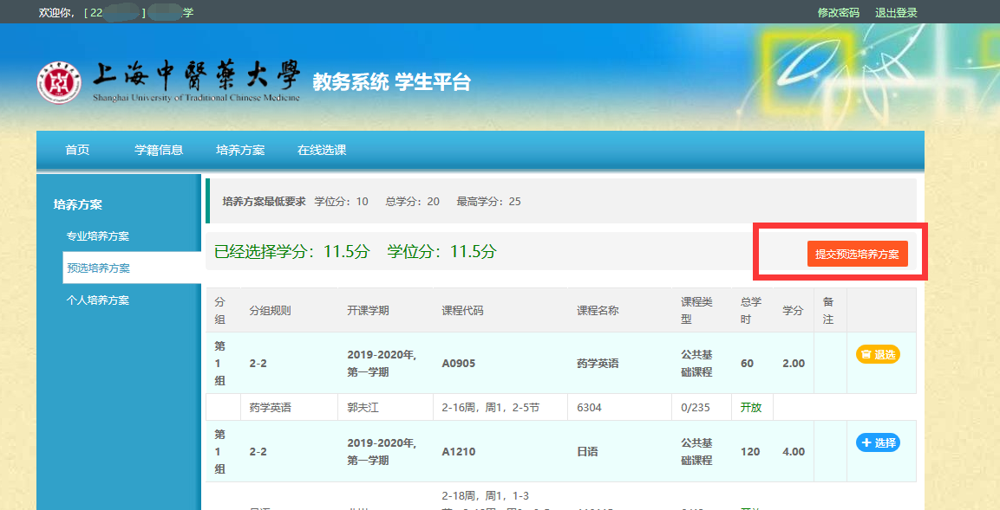 欢迎你, [ 22 ] 学
修改密码 退出登录
上海中醫藥大學
Shanghai University of Traditional Chinese Medicine
教务系统 学生平台
首页 学籍信息 培养方案 在线选课
培养方案
专业培养方案
预选培养方案
个人培养方案
培养方案最低要求 学位分：10 总学分：20 最高学分：25
已经选择学分：11.5分 学位分：11.5分
提交预选培养方案
分组 分组规则 开课学期 课程代码 课程名称 课程类型 总学时 学分 备注
第1组 2-2 2019-2020年,第一学期 A0905 药学英语 公共基础课程 60 2.00 退选
药学英语 郭夫江 2-16周，周1，2-5节 6304 0/235 开放
第1组 2-2 2019-2020年,第一学期 A1210 日语 公共基础课程 120 4.00 选择
2-18周，周1，1-3